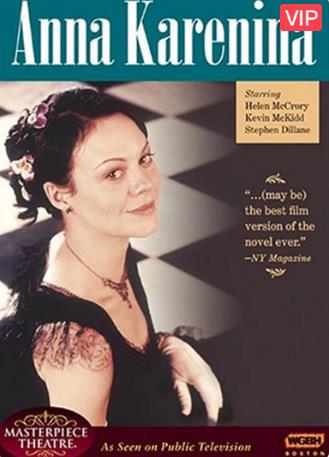 Anna Karenina
VIP
Starring
Helen McCrory
Kevin McKidd
Stephen Dillane
“...(may be)
the best film
version of the
novel ever.”
–NY Magazine
MASTERPIECE
THEATRE®
As Seen on Public Television
WGBH
BOSTON